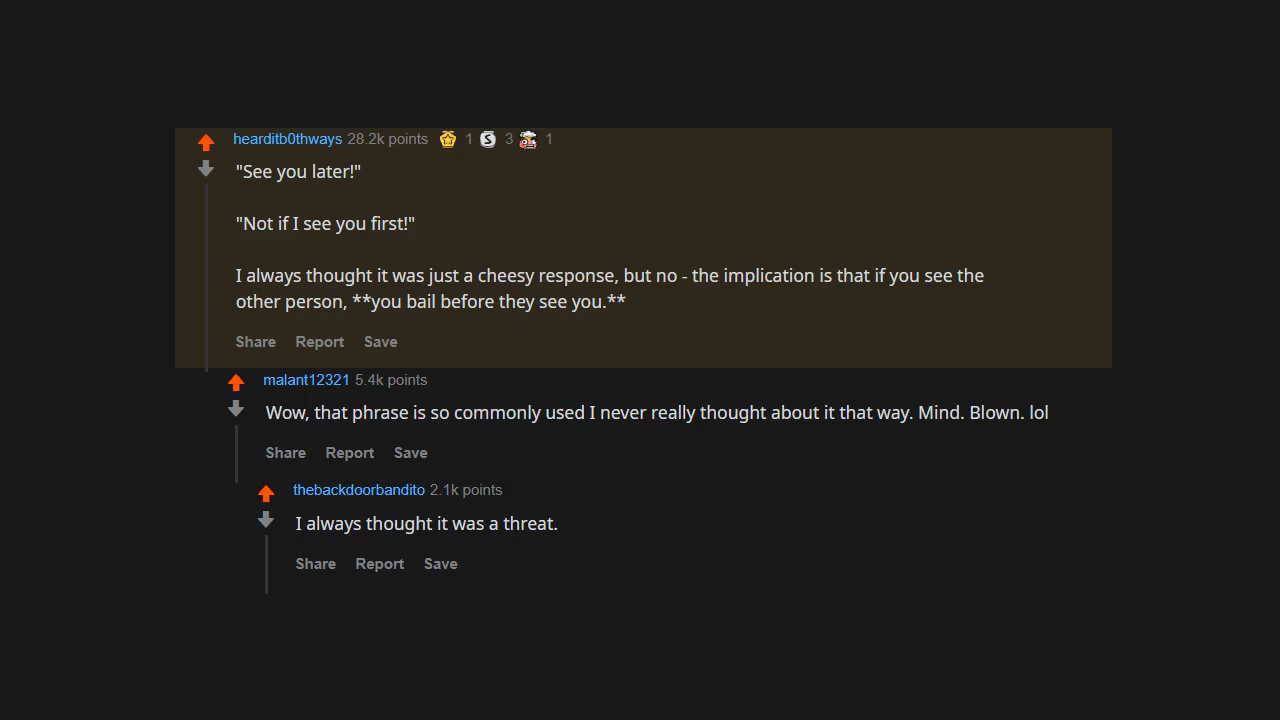 hearditb0thways 28.2k points 1 3 1
"See you later!"
"Not if I see you first!"
I always thought it was just a cheesy response, but no - the implication is that if you see the
other person, **you bail before they see you.**
Share Report Save
malant12321 5.4k points
Wow, that phrase is so commonly used I never really thought about it that way. Mind. Blown. lol
Share Report Save
thebackdoorbandito 2.1k points
I always thought it was a threat.
Share Report Save